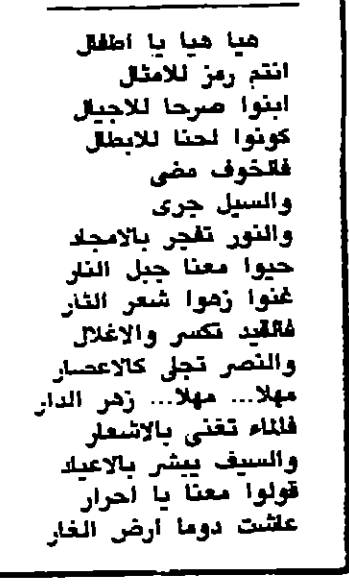 هيا هيا يا اطفال
انتم رمز للامثال
ابنوا صرحا للاجيال
كونوا لحنا للابطال
فالخوف مضى
والسيل جرى
والنور تفجر بالامجاد
حيوا معنا جبل النار
غنوا زهوا شعر الثار
فالقيد تكسر والاغلال
والنصر تجلى كالاعصار
مهلا... مهلا... زهر الدار
فالماء تغنى بالاشعار
والسيف يبشر بالاعياد
قولوا معنا يا احرار
عاشت دوما ارض الغار